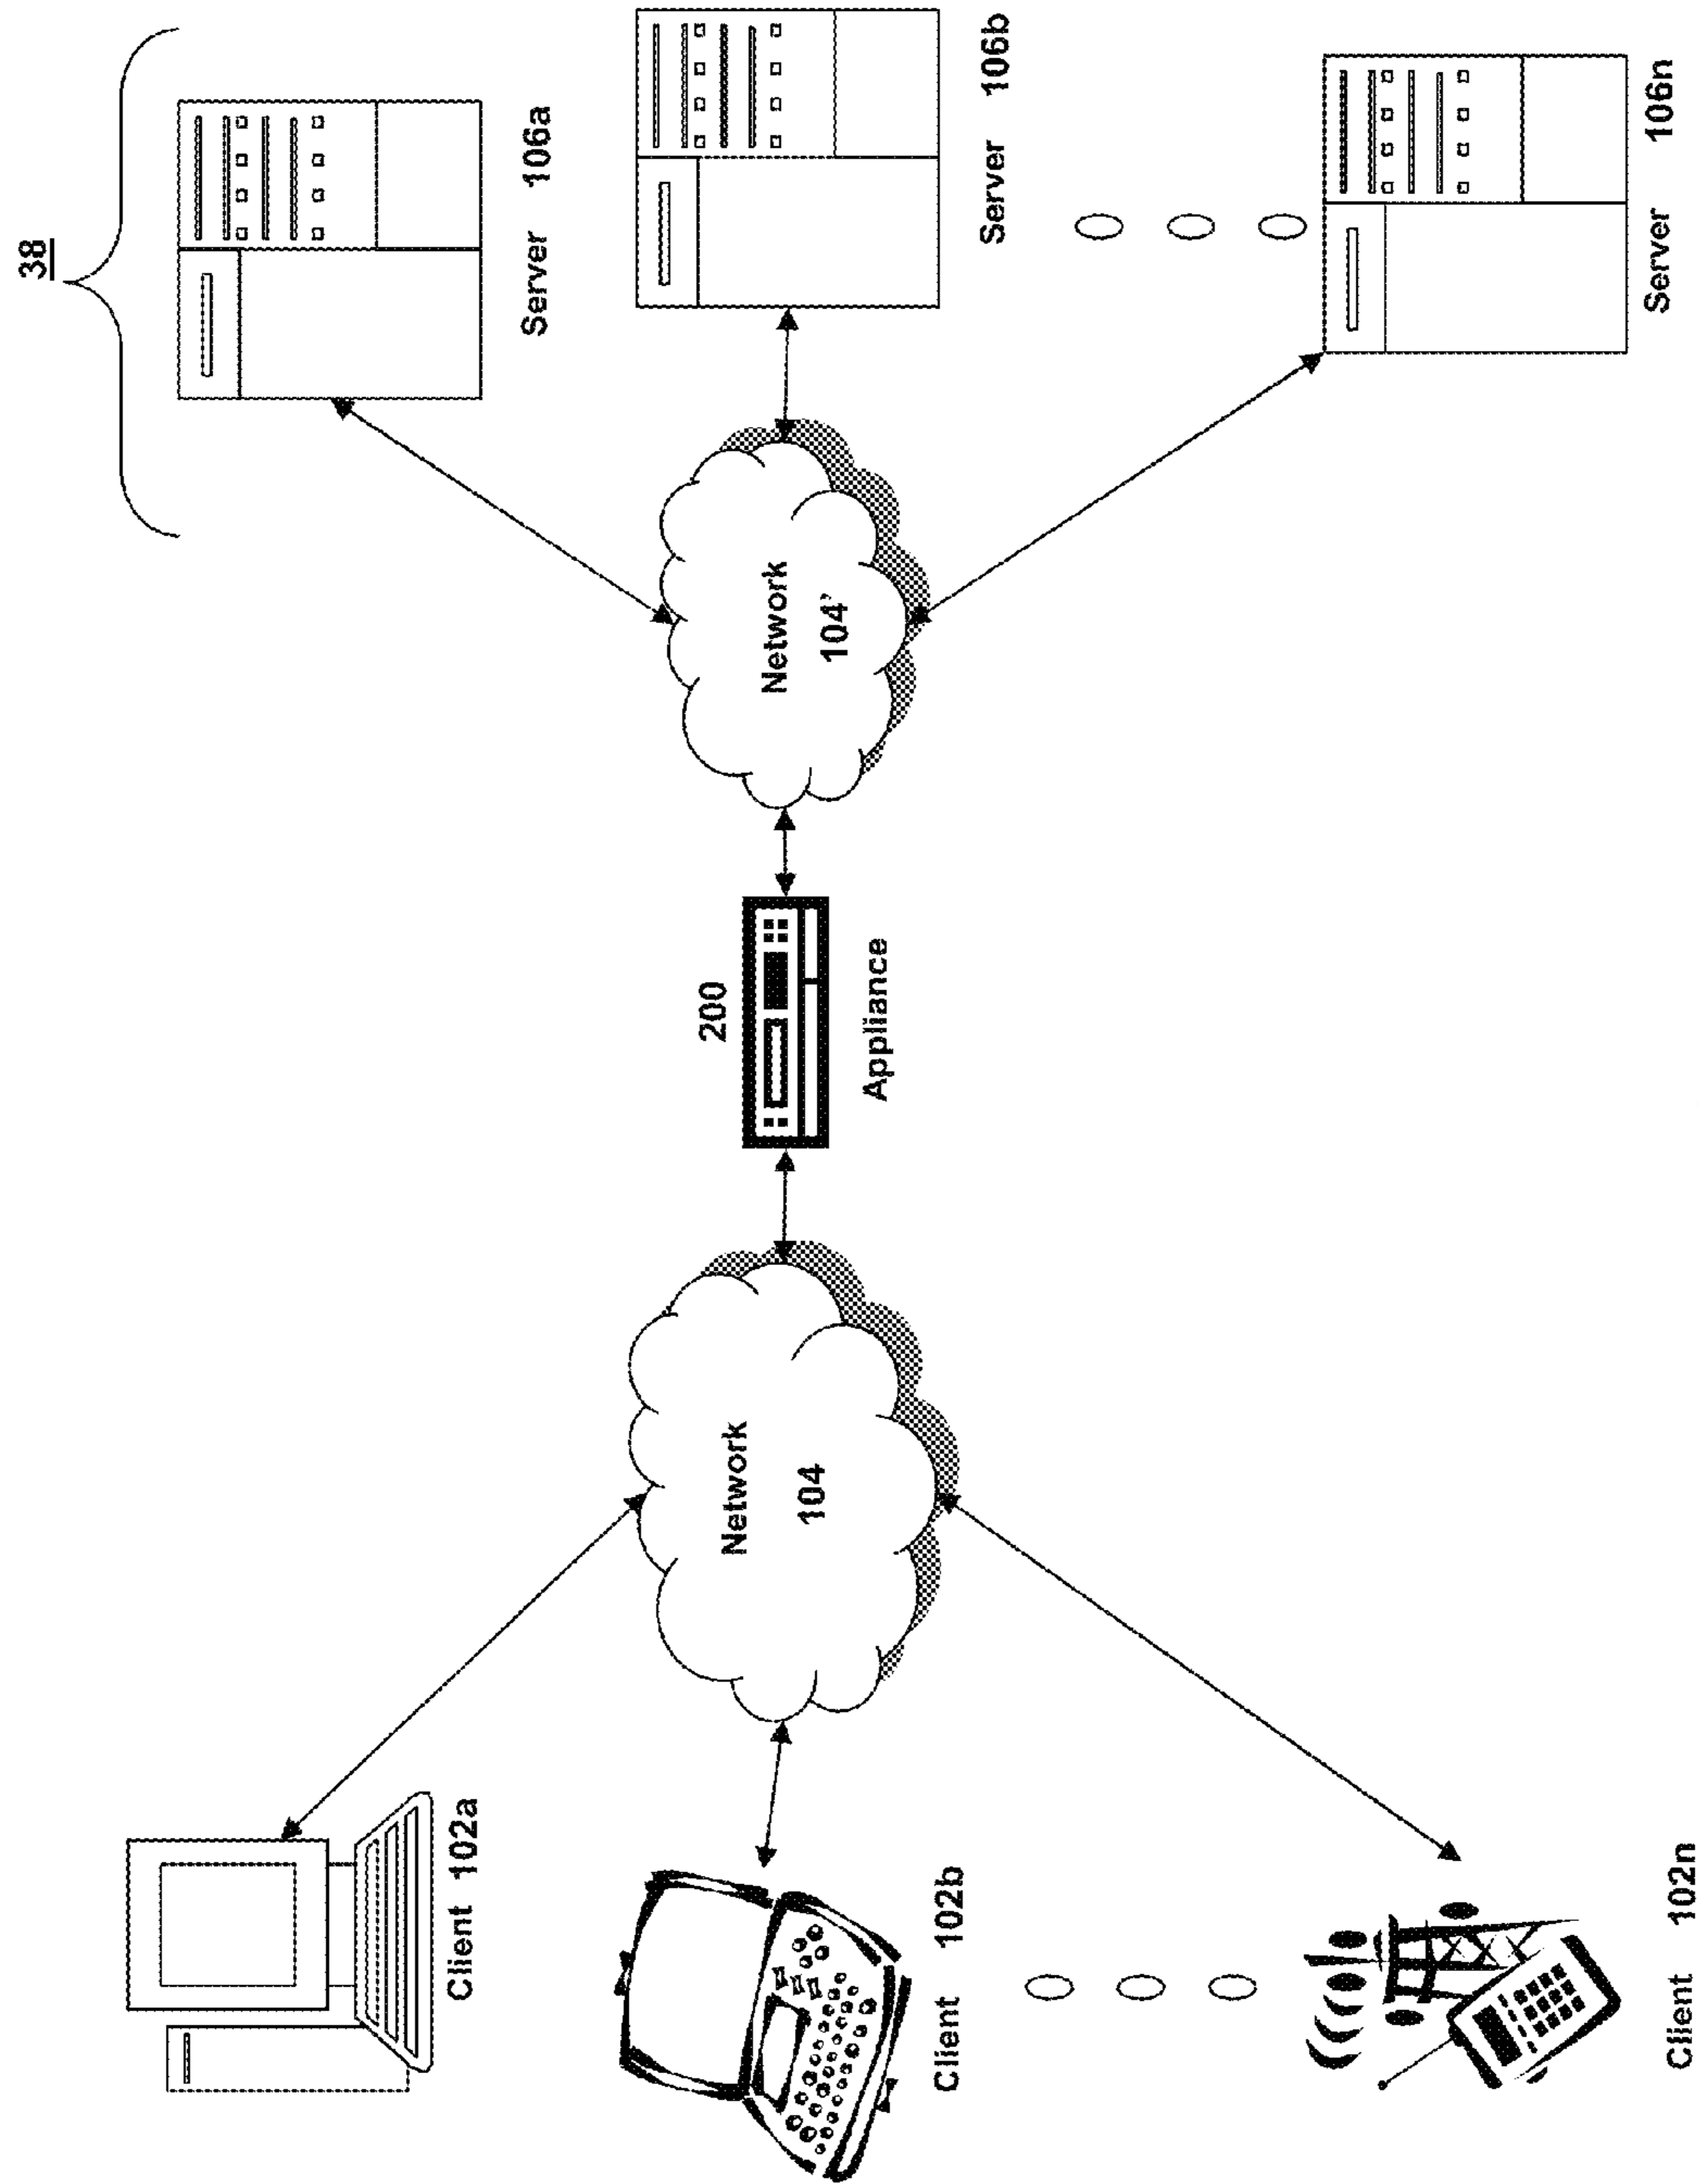 38
Client 102a
Server 106a
200
Network
104
Appliance
Network
104'
Client 102b
Server 106b
Client 102n
Server 106n